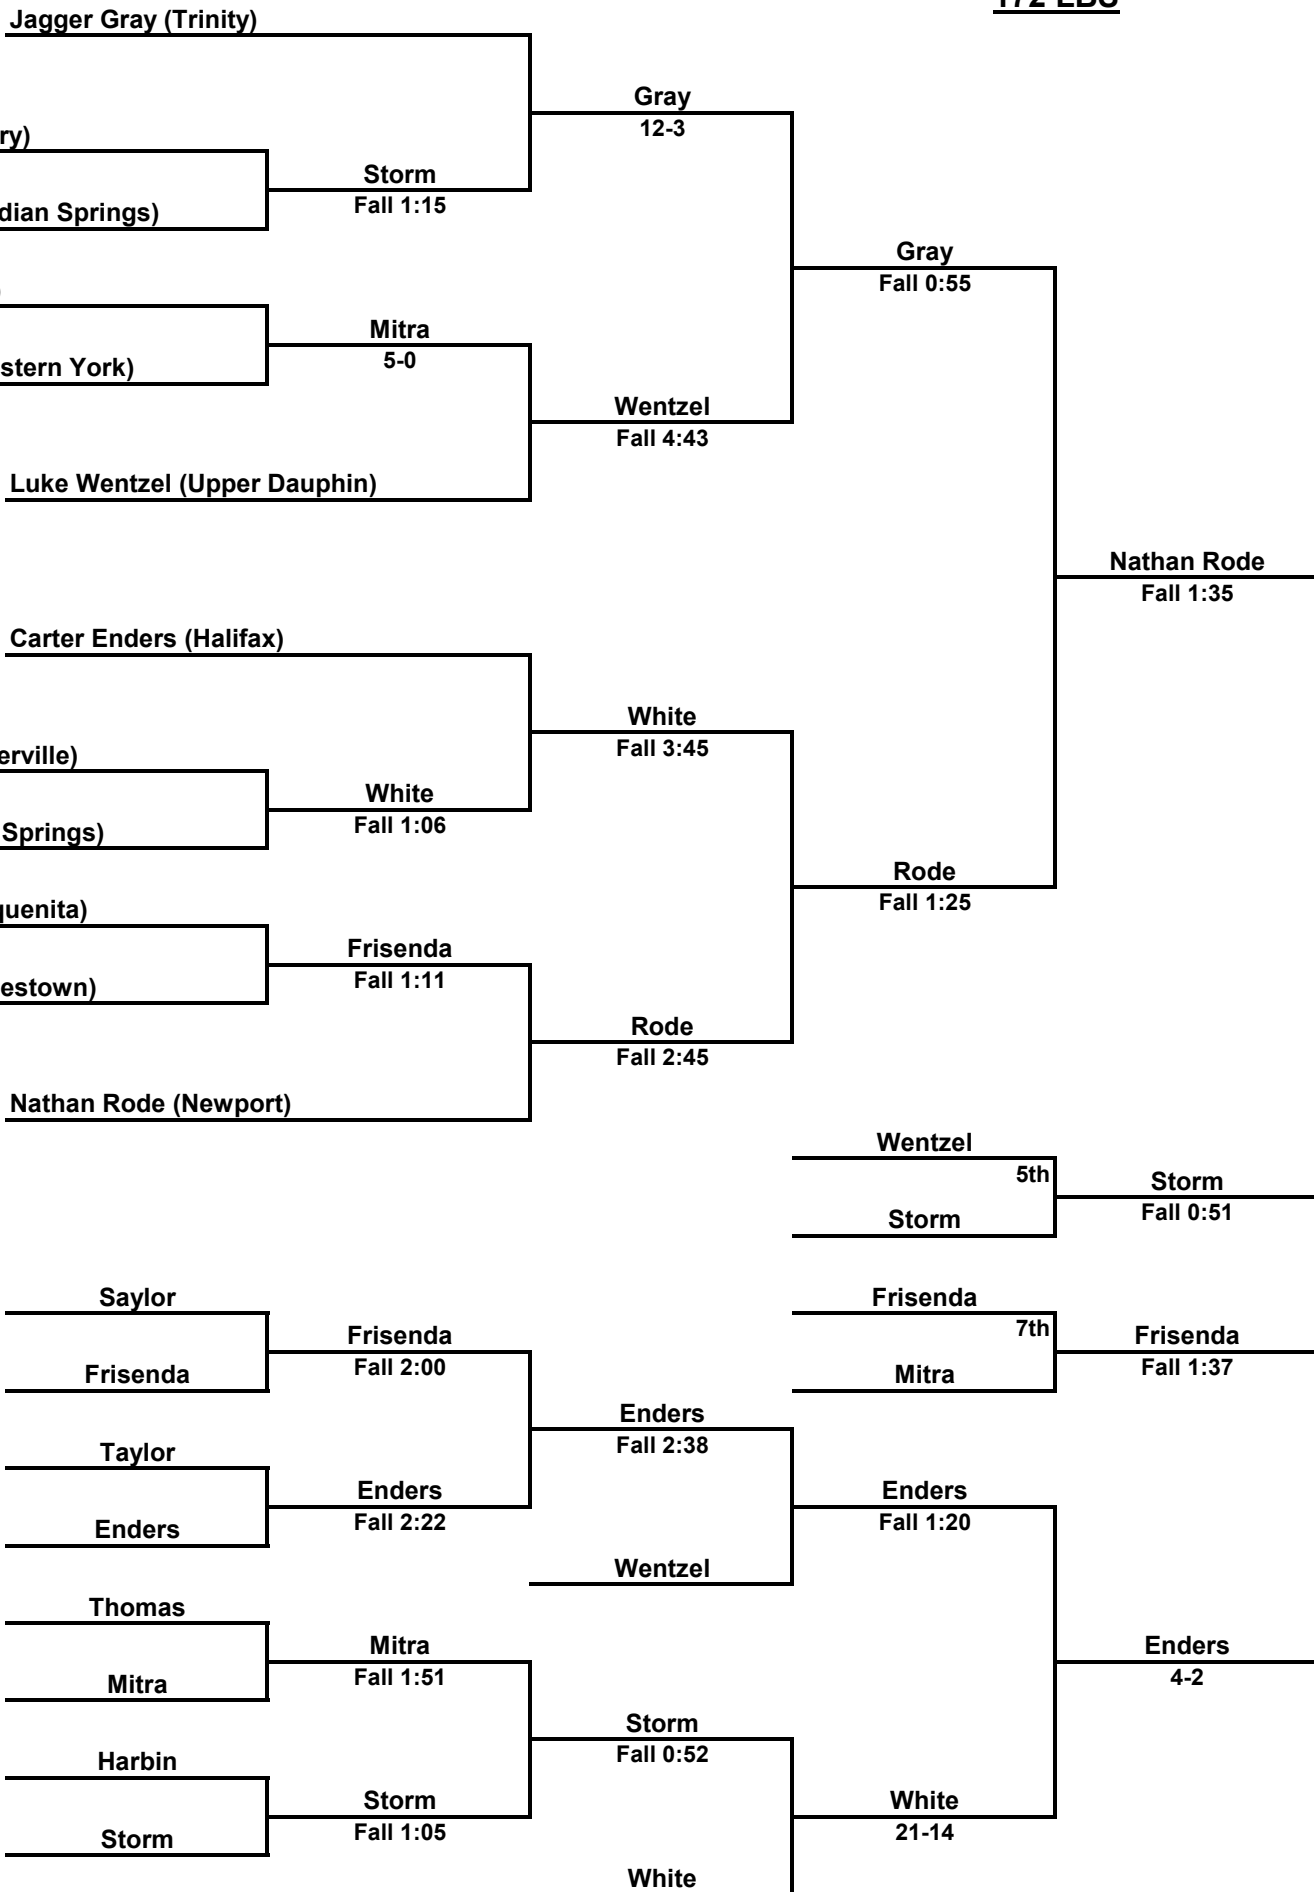 172 LBS
Jagger Gray (Trinity)
Gray
12-3
ry)
Storm
Fall 1:15
dian Springs)
Gray
Fall 0:55
)
Mitra
5-0
stern York)
Wentzel
Fall 4:43
Luke Wentzel (Upper Dauphin)
Nathan Rode
Fall 1:35
Carter Enders (Halifax)
White
Fall 3:45
erville)
White
Fall 1:06
Springs)
Rode
Fall 1:25
quenita)
Frisenda
Fall 1:11
estown)
Rode
Fall 2:45
Nathan Rode (Newport)
Wentzel
5th
Storm
Fall 0:51
Storm
Saylor
Frisenda
7th
Frisenda
Fall 2:00
Frisenda
Fall 1:37
Frisenda
Mitra
Enders
Fall 2:38
Taylor
Enders
Fall 2:22
Enders
Fall 1:20
Enders
Wentzel
Thomas
Mitra
Fall 1:51
Enders
4-2
Mitra
Storm
Fall 0:52
Harbin
Storm
Fall 1:05
White
21-14
Storm
White